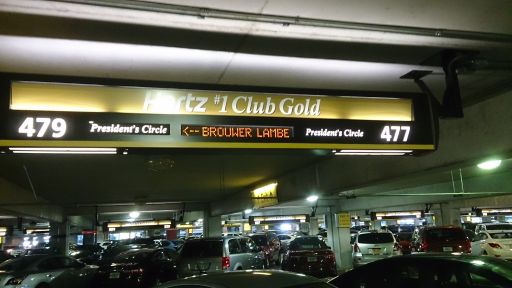 Hertz #1 Club Gold
479 President's Circle <-- BROUWER LAMBE President's Circle 477